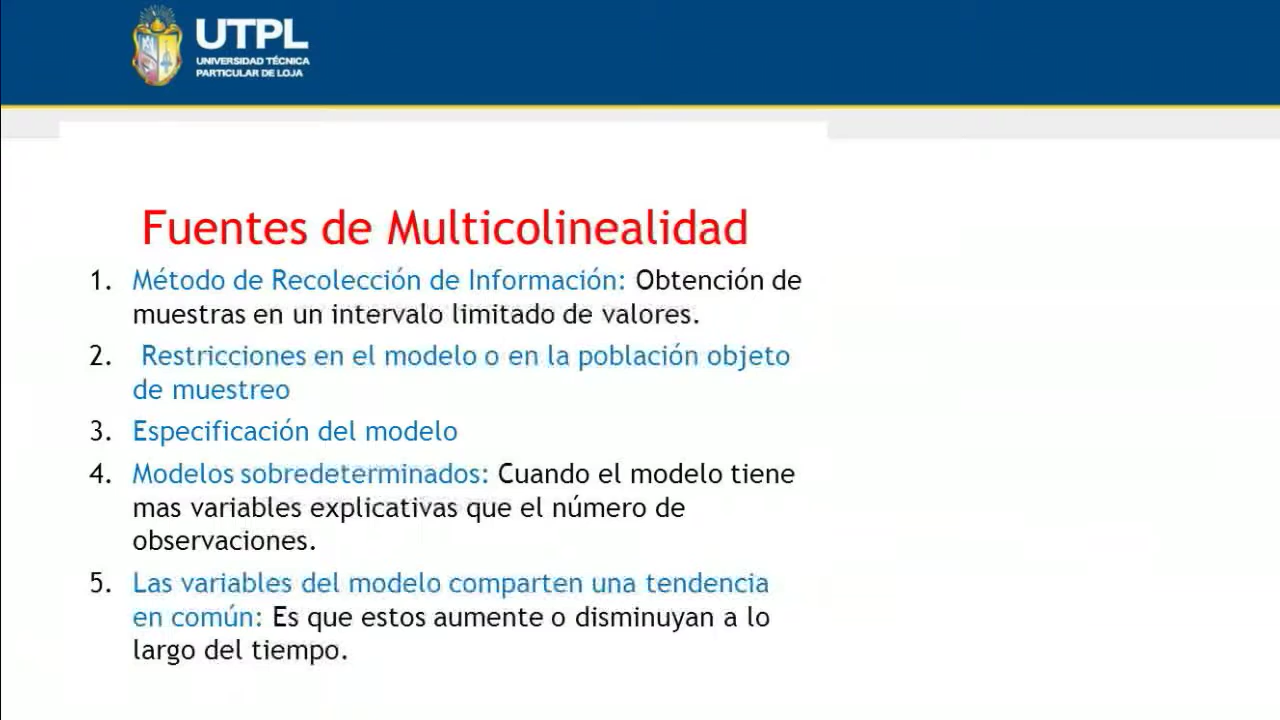 UTPL
UNIVERSIDAD TÉCNICA
PARTICULAR DE LOJA
Fuentes de Multicolinealidad
1. Método de Recolección de Información: Obtención de
muestras en un intervalo limitado de valores.
2. Restricciones en el modelo o en la población objeto
de muestreo
3. Especificación del modelo
4. Modelos sobredeterminados: Cuando el modelo tiene
mas variables explicativas que el número de
observaciones.
5. Las variables del modelo comparten una tendencia
en común: Es que estos aumente o disminuyan a lo
largo del tiempo.